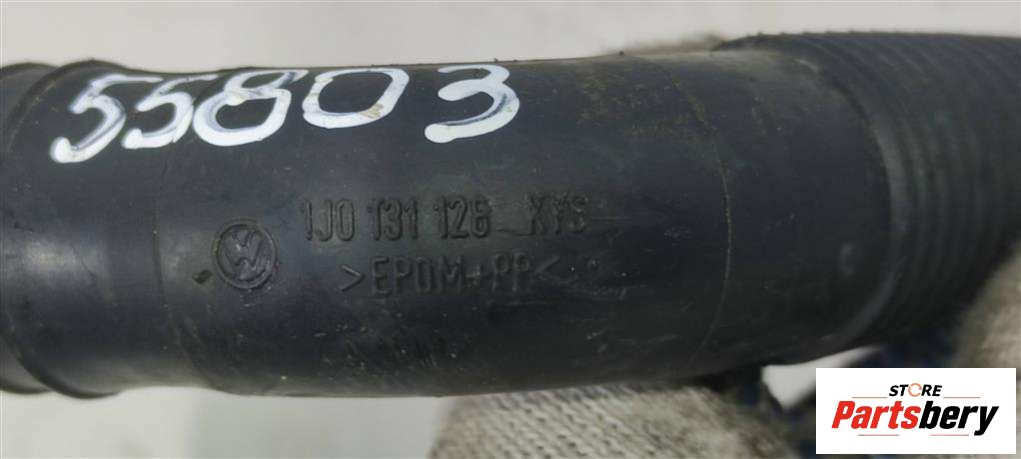 55803
1J0 131 128
>EPDM+PP<
STORE
Partsbery